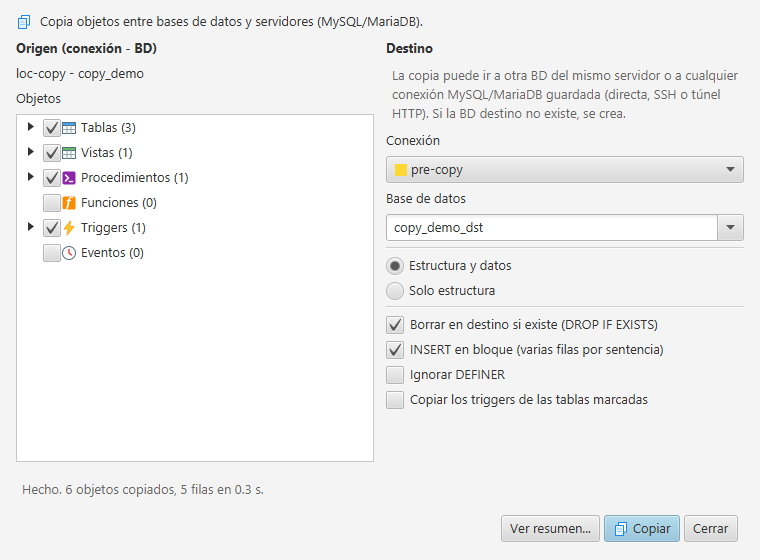 Copia objetos entre bases de datos y servidores (MySQL/MariaDB).
Origen (conexión - BD)
loc-copy - copy_demo
Objetos
Tablas (3)
Vistas (1)
Procedimientos (1)
Funciones (0)
Triggers (1)
Eventos (0)
Destino
La copia puede ir a otra BD del mismo servidor o a cualquier
conexión MySQL/MariaDB guardada (directa, SSH o túnel
HTTP). Si la BD destino no existe, se crea.
Conexión
pre-copy
Base de datos
copy_demo_dst
Estructura y datos
Solo estructura
Borrar en destino si existe (DROP IF EXISTS)
INSERT en bloque (varias filas por sentencia)
Ignorar DEFINER
Copiar los triggers de las tablas marcadas
Hecho. 6 objetos copiados, 5 filas en 0.3 s.
Ver resumen... Copiar Cerrar